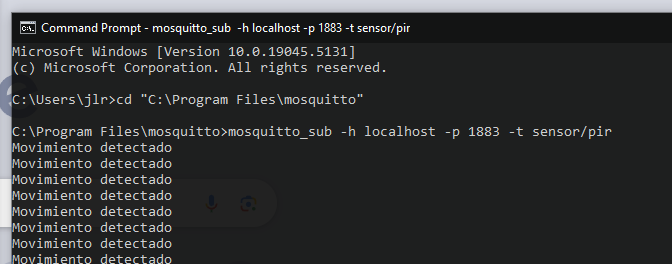 Command Prompt - mosquitto_sub -h localhost -p 1883 -t sensor/pir
Microsoft Windows [Version 10.0.19045.5131]
(c) Microsoft Corporation. All rights reserved.
C:\Users\jlr>cd "C:\Program Files\mosquitto"
C:\Program Files\mosquitto>mosquitto_sub -h localhost -p 1883 -t sensor/pir
Movimiento detectado
Movimiento detectado
Movimiento detectado
Movimiento detectado
Movimiento detectado
Movimiento detectado
Movimiento detectado
Movimiento detectado